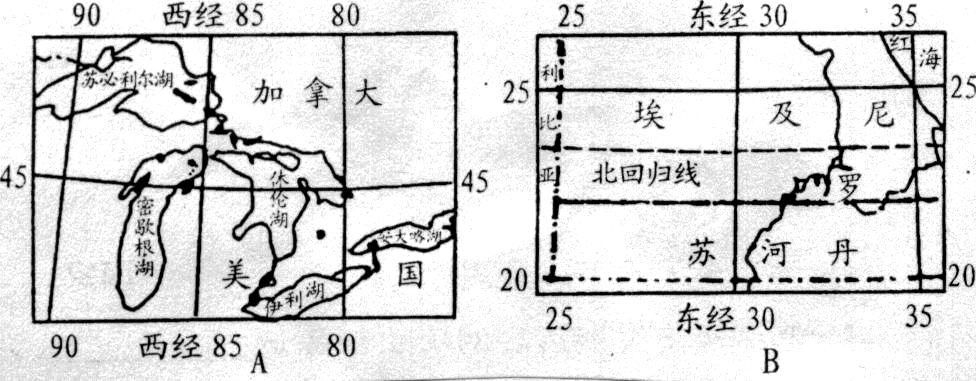 90 西经 85 80
苏必利尔湖
加拿大
45 45
密歇根湖
休伦湖
安大略湖
美 国
伊利湖
90 西经 85 80
A
25 东经 30 35
红海
利比亚
25 25
埃及 尼罗河
北回归线
苏丹
20 20
25 东经 30 35
B